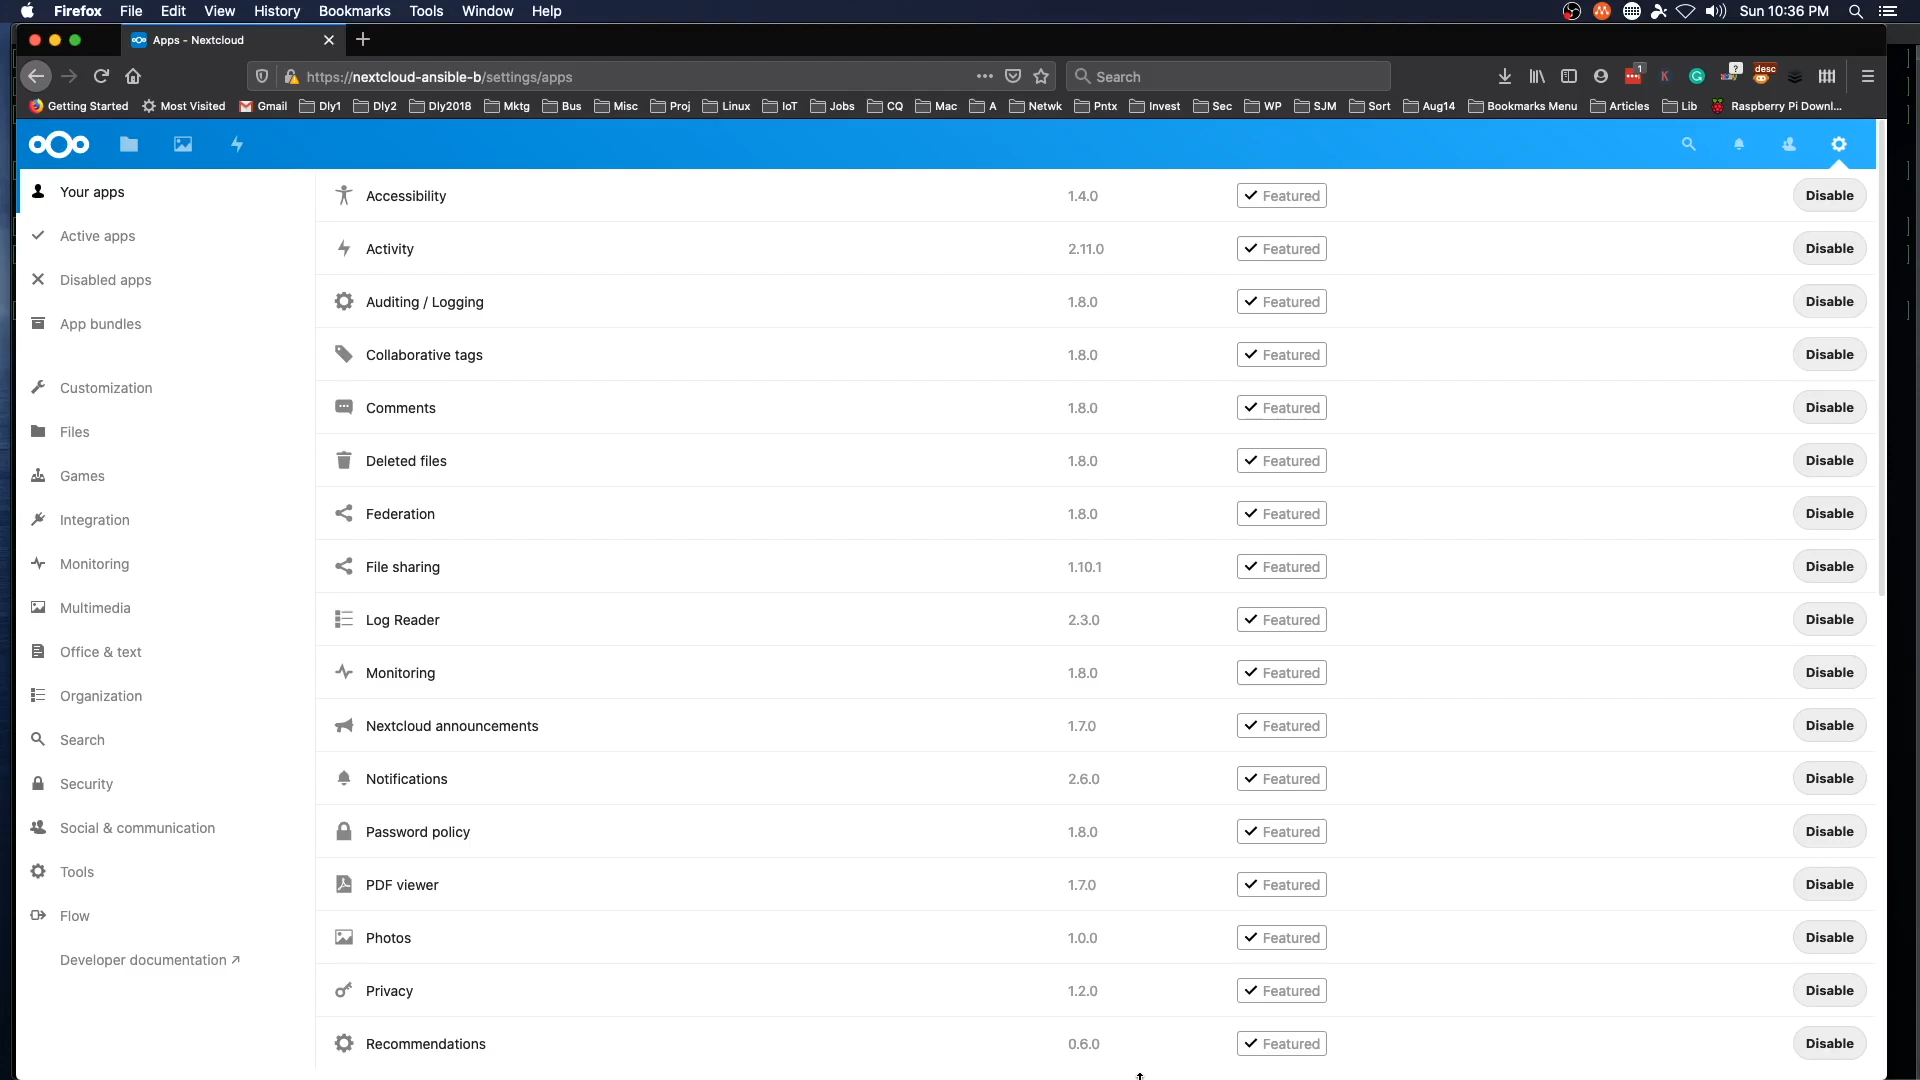 Firefox File Edit View History Bookmarks Tools Window Help Sun 10:36 PM
Apps - Nextcloud
https://nextcloud-ansible-b/settings/apps Search 1 K ? ebay desc
Getting Started Most Visited Gmail Dly1 Dly2 Dly2018 Mktg Bus Misc Proj Linux IoT Jobs CQ Mac A Netwk Pntx Invest Sec WP SJM Sort Aug14 Bookmarks Menu Articles Lib Raspberry Pi Downl...
Your apps
Active apps
Disabled apps
App bundles
Customization
Files
Games
Integration
Monitoring
Multimedia
Office & text
Organization
Search
Security
Social & communication
Tools
Flow
Developer documentation ↗
Accessibility 1.4.0 Featured Disable
Activity 2.11.0 Featured Disable
Auditing / Logging 1.8.0 Featured Disable
Collaborative tags 1.8.0 Featured Disable
Comments 1.8.0 Featured Disable
Deleted files 1.8.0 Featured Disable
Federation 1.8.0 Featured Disable
File sharing 1.10.1 Featured Disable
Log Reader 2.3.0 Featured Disable
Monitoring 1.8.0 Featured Disable
Nextcloud announcements 1.7.0 Featured Disable
Notifications 2.6.0 Featured Disable
Password policy 1.8.0 Featured Disable
PDF viewer 1.7.0 Featured Disable
Photos 1.0.0 Featured Disable
Privacy 1.2.0 Featured Disable
Recommendations 0.6.0 Featured Disable